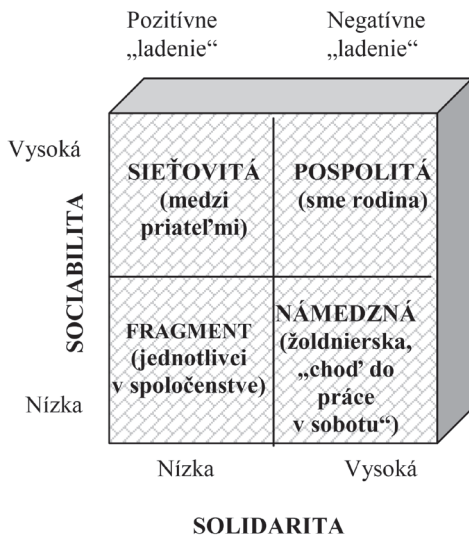 Pozitívne
„ladenie“
Negatívne
„ladenie“
Vysoká
SOCIABILITA
Nízka
SIEŤOVITÁ
(medzi
priateľmi)
POSPOLITÁ
(sme rodina)
FRAGMENT
(jednotlivci
v spoločenstve)
NÁMEDZNÁ
(žoldnierska,
„choď do
práce
v sobotu“)
Nízka
Vysoká
SOLIDARITA